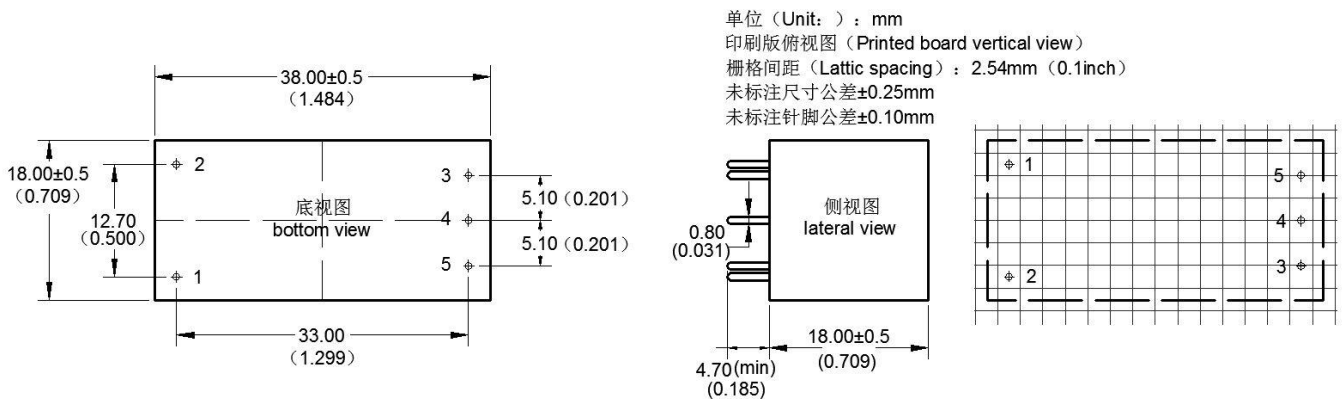 单位（Unit：）：mm
印刷版俯视图（Printed board vertical view）
栅格间距（Lattic spacing）：2.54mm（0.1inch）
未标注尺寸公差±0.25mm
未标注针脚公差±0.10mm
38.00±0.5
（1.484）
18.00±0.5
（0.709）
12.70
（0.500）
2
1
3
4
5
底视图
bottom view
5.10（0.201）
5.10（0.201）
33.00
（1.299）
0.80
(0.031)
侧视图
lateral view
18.00±0.5
(0.709)
4.70(min)
(0.185)
1
2
5
4
3